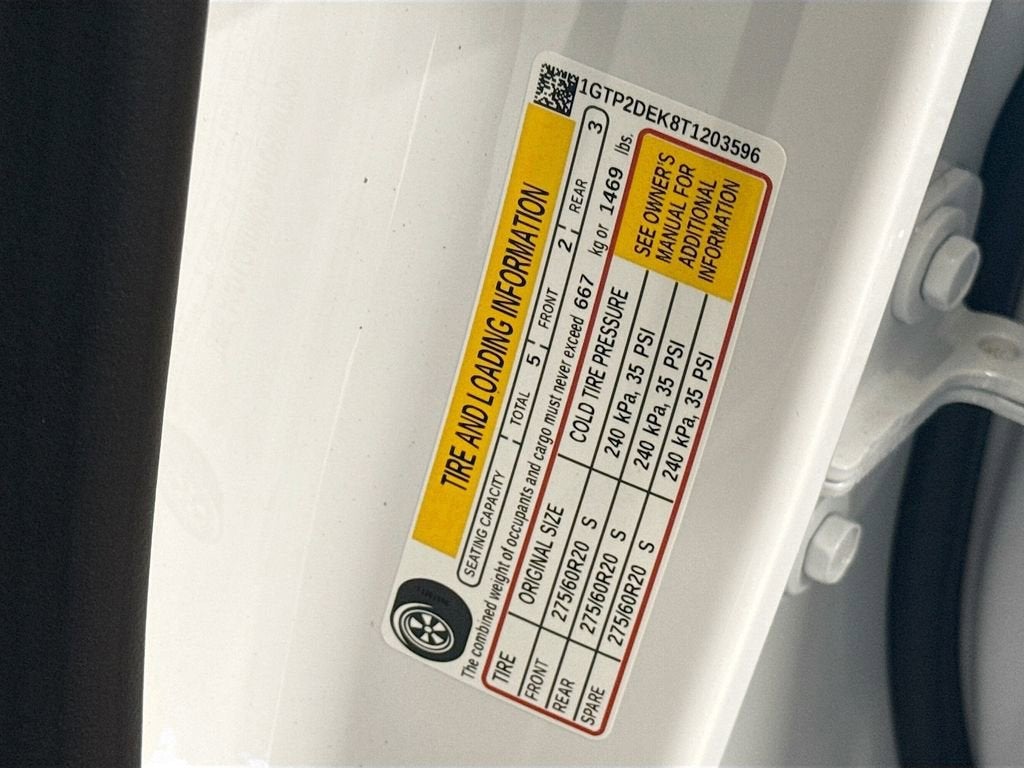 1GTP2DEK8T1203596
TIRE AND LOADING INFORMATION
SEATING CAPACITY TOTAL 5 FRONT 2 REAR 3
The combined weight of occupants and cargo must never exceed 667 kg or 1469 lbs.
TIRE ORIGINAL SIZE COLD TIRE PRESSURE
FRONT 275/60R20 S 240 kPa, 35 PSI
REAR 275/60R20 S 240 kPa, 35 PSI
SPARE 275/60R20 S 240 kPa, 35 PSI
SEE OWNER'S
MANUAL FOR
ADDITIONAL
INFORMATION